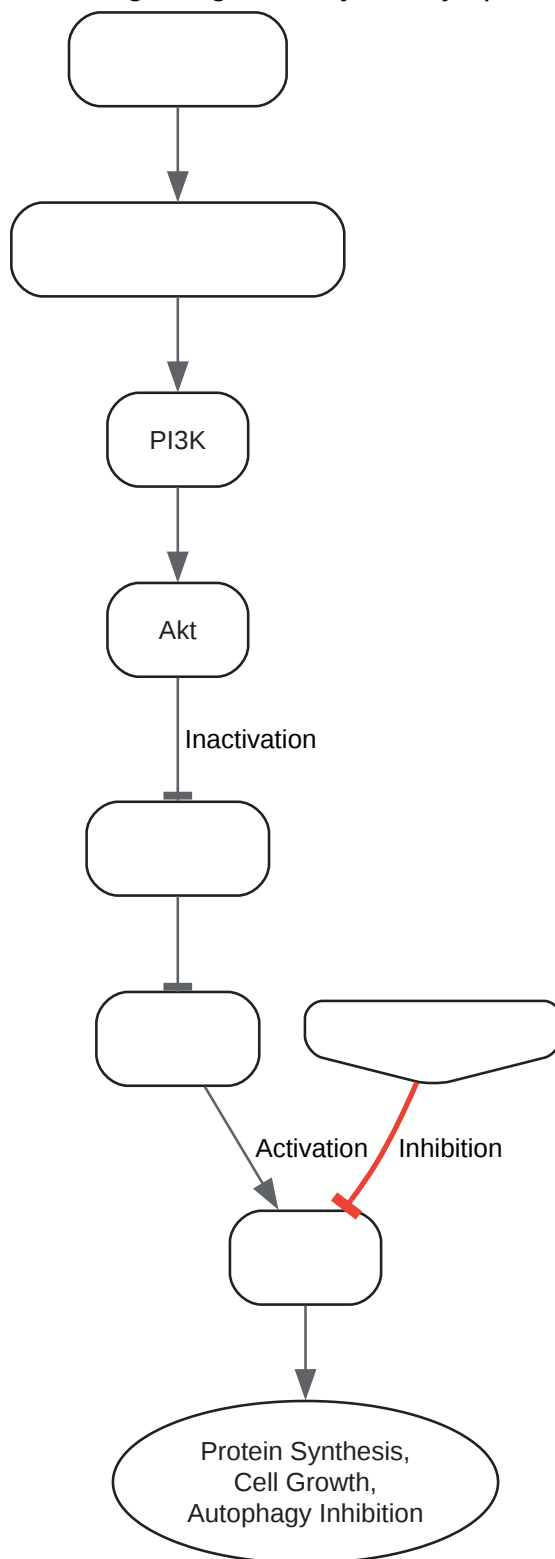 PI3K
Akt
Inactivation
Activation
Inhibition
Protein Synthesis,
Cell Growth,
Autophagy Inhibition